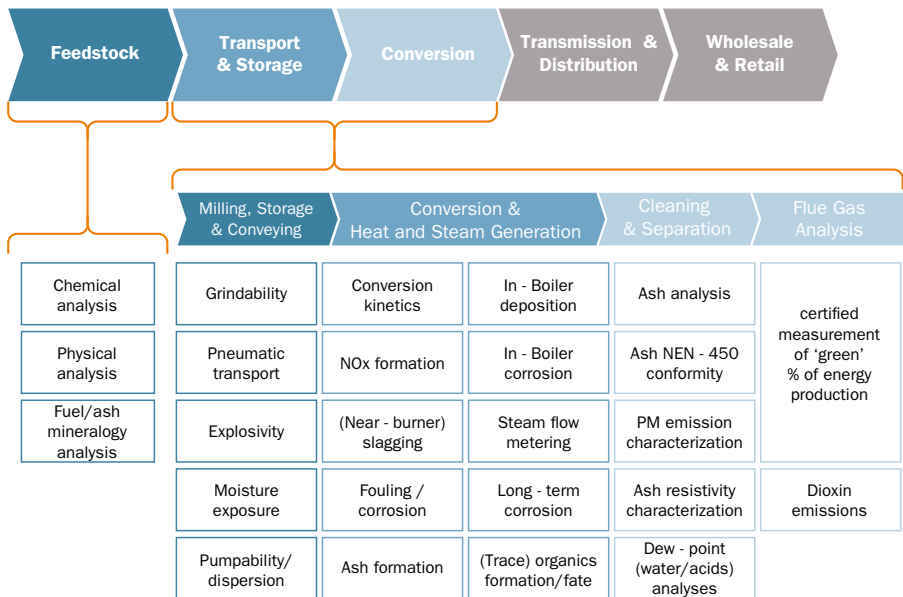 Feedstock
Transport
& Storage
Conversion
Transmission &
Distribution
Wholesale
& Retail
Milling, Storage
& Conveying
Conversion &
Heat and Steam Generation
Cleaning
& Separation
Flue Gas
Analysis
Chemical
analysis
Physical
analysis
Fuel/ash
mineralogy
analysis
Grindability
Pneumatic
transport
Explosivity
Moisture
exposure
Pumpability/
dispersion
Conversion
kinetics
NOx formation
(Near - burner)
slagging
Fouling /
corrosion
Ash formation
In - Boiler
deposition
In - Boiler
corrosion
Steam flow
metering
Long - term
corrosion
(Trace) organics
formation/fate
Ash analysis
Ash NEN - 450
conformity
PM emission
characterization
Ash resistivity
characterization
Dew - point
(water/acids)
analyses
certified
measurement
of ‘green’
% of energy
production
Dioxin
emissions